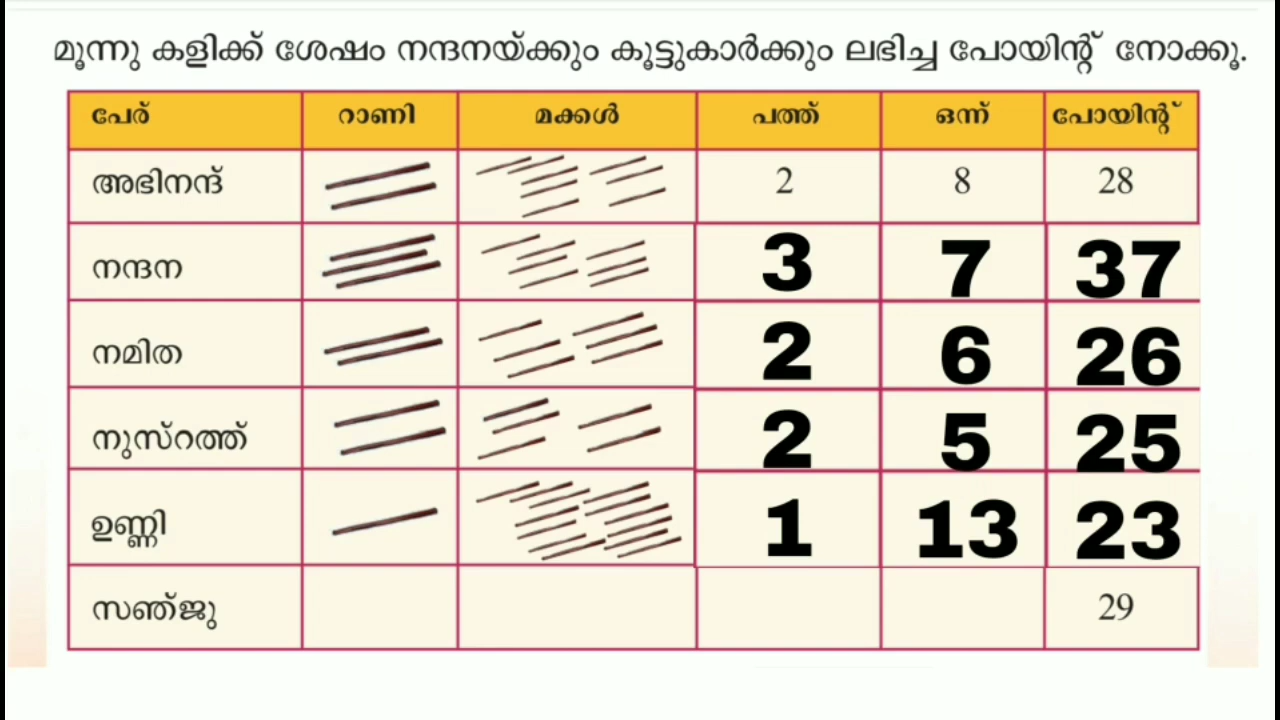 മൂന്നു കളിക്ക് ശേഷം നന്ദനയ്ക്കും കൂട്ടുകാർക്കും ലഭിച്ച പോയിന്റ് നോക്കൂ.
പേര് റാണി മക്കൾ പത്ത് ഒന്ന് പോയിന്റ്
അഭിനന്ദ് 2 8 28
നന്ദന 3 7 37
നമിത 2 6 26
നുസ്റത്ത് 2 5 25
ഉണ്ണി 1 13 23
സഞ്ജു 29